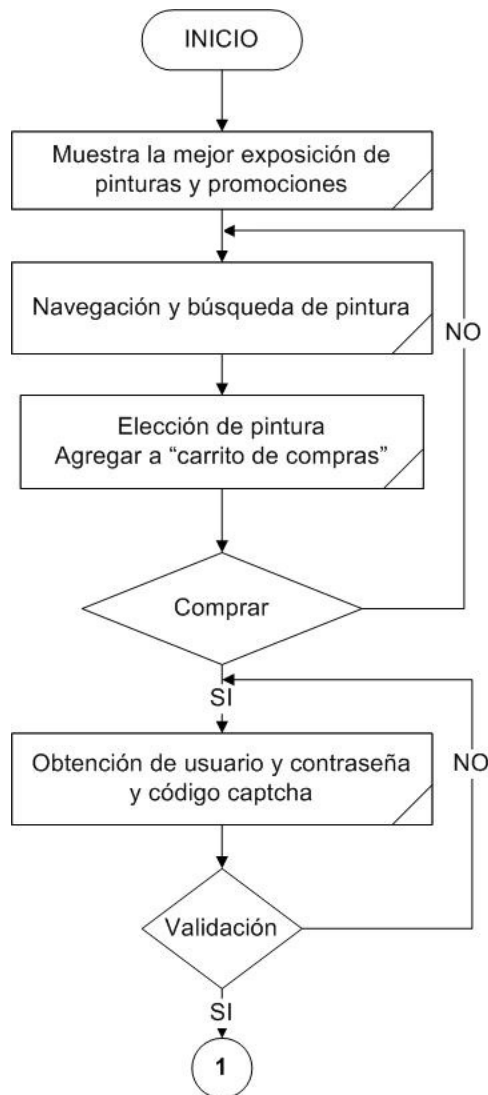 INICIO
Muestra la mejor exposición de
pinturas y promociones
Navegación y búsqueda de pintura
NO
Elección de pintura
Agregar a “carrito de compras”
Comprar
SI
Obtención de usuario y contraseña
y código captcha
NO
Validación
SI
1